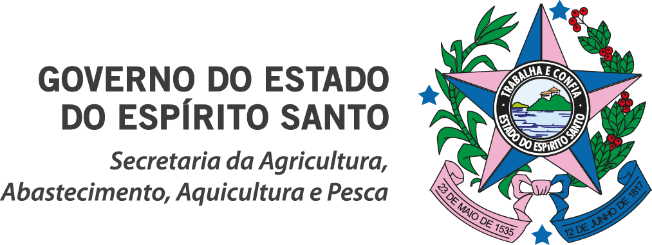 GOVERNO DO ESTADO
DO ESPÍRITO SANTO
Secretaria da Agricultura,
Abastecimento, Aquicultura e Pesca
TRABALHA E CONFIA
ESTADO DO ESPÍRITO SANTO
23 DE MAIO DE 1535
12 DE JUNHO DE 1817